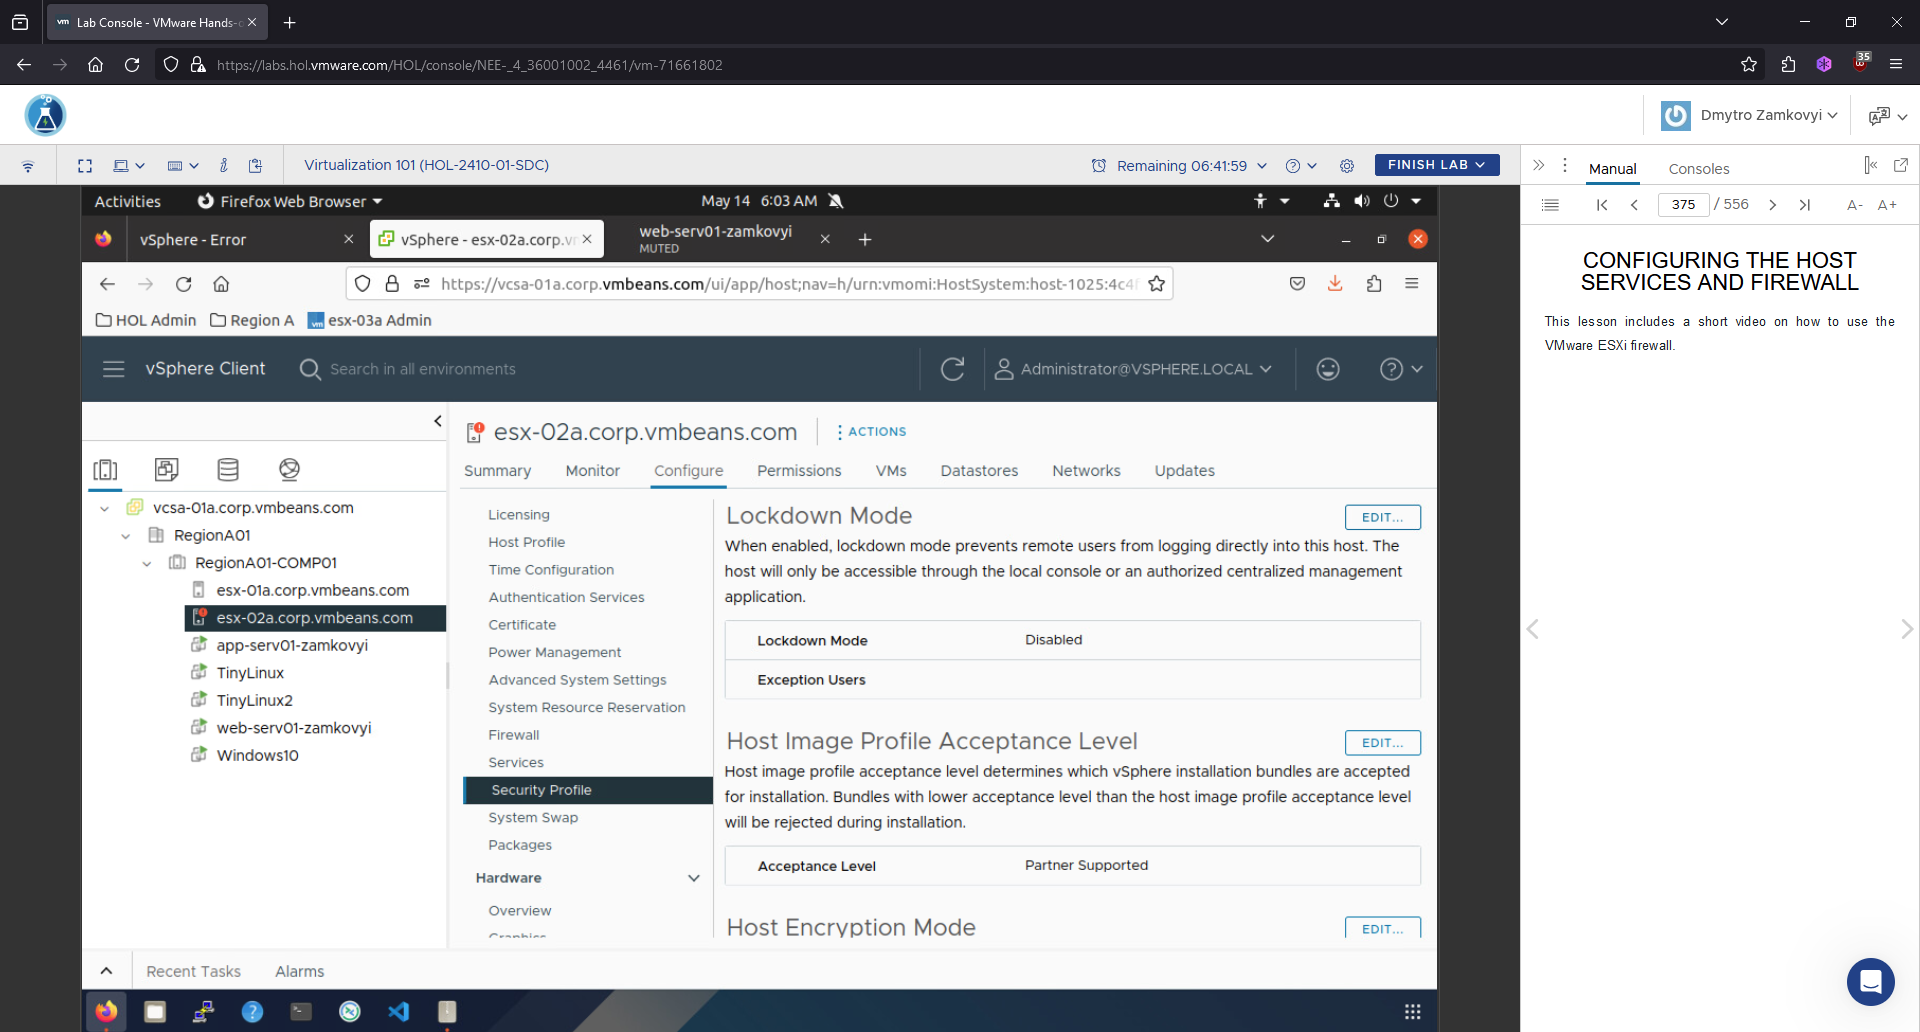 Lab Console - VMware Hands-o
https://labs.hol.vmware.com/HOL/console/NEE-_4_36001002_4461/vm-71661802
35
Dmytro Zamkovyi
Virtualization 101 (HOL-2410-01-SDC)
Remaining 06:41:59
FINISH LAB
Manual
Consoles
375 / 556
A-
A+
CONFIGURING THE HOST
SERVICES AND FIREWALL
This lesson includes a short video on how to use the
VMware ESXi firewall.
Activities
Firefox Web Browser
May 14 6:03 AM
vSphere - Error
vSphere - esx-02a.corp.vm
web-serv01-zamkovyi
MUTED
https://vcsa-01a.corp.vmbeans.com/ui/app/host;nav=h/urn:vmomi:HostSystem:host-1025:4c4f
HOL Admin
Region A
vm
esx-03a Admin
vSphere Client
Search in all environments
Administrator@VSPHERE.LOCAL
esx-02a.corp.vmbeans.com
ACTIONS
Summary
Monitor
Configure
Permissions
VMs
Datastores
Networks
Updates
vcsa-01a.corp.vmbeans.com
RegionA01
RegionA01-COMP01
esx-01a.corp.vmbeans.com
esx-02a.corp.vmbeans.com
app-serv01-zamkovyi
TinyLinux
TinyLinux2
web-serv01-zamkovyi
Windows10
Licensing
Host Profile
Time Configuration
Authentication Services
Certificate
Power Management
Advanced System Settings
System Resource Reservation
Firewall
Services
Security Profile
System Swap
Packages
Hardware
Overview
Graphics
Lockdown Mode
EDIT...
When enabled, lockdown mode prevents remote users from logging directly into this host. The
host will only be accessible through the local console or an authorized centralized management
application.
Lockdown Mode
Disabled
Exception Users
Host Image Profile Acceptance Level
EDIT...
Host image profile acceptance level determines which vSphere installation bundles are accepted
for installation. Bundles with lower acceptance level than the host image profile acceptance level
will be rejected during installation.
Acceptance Level
Partner Supported
Host Encryption Mode
EDIT...
Recent Tasks
Alarms